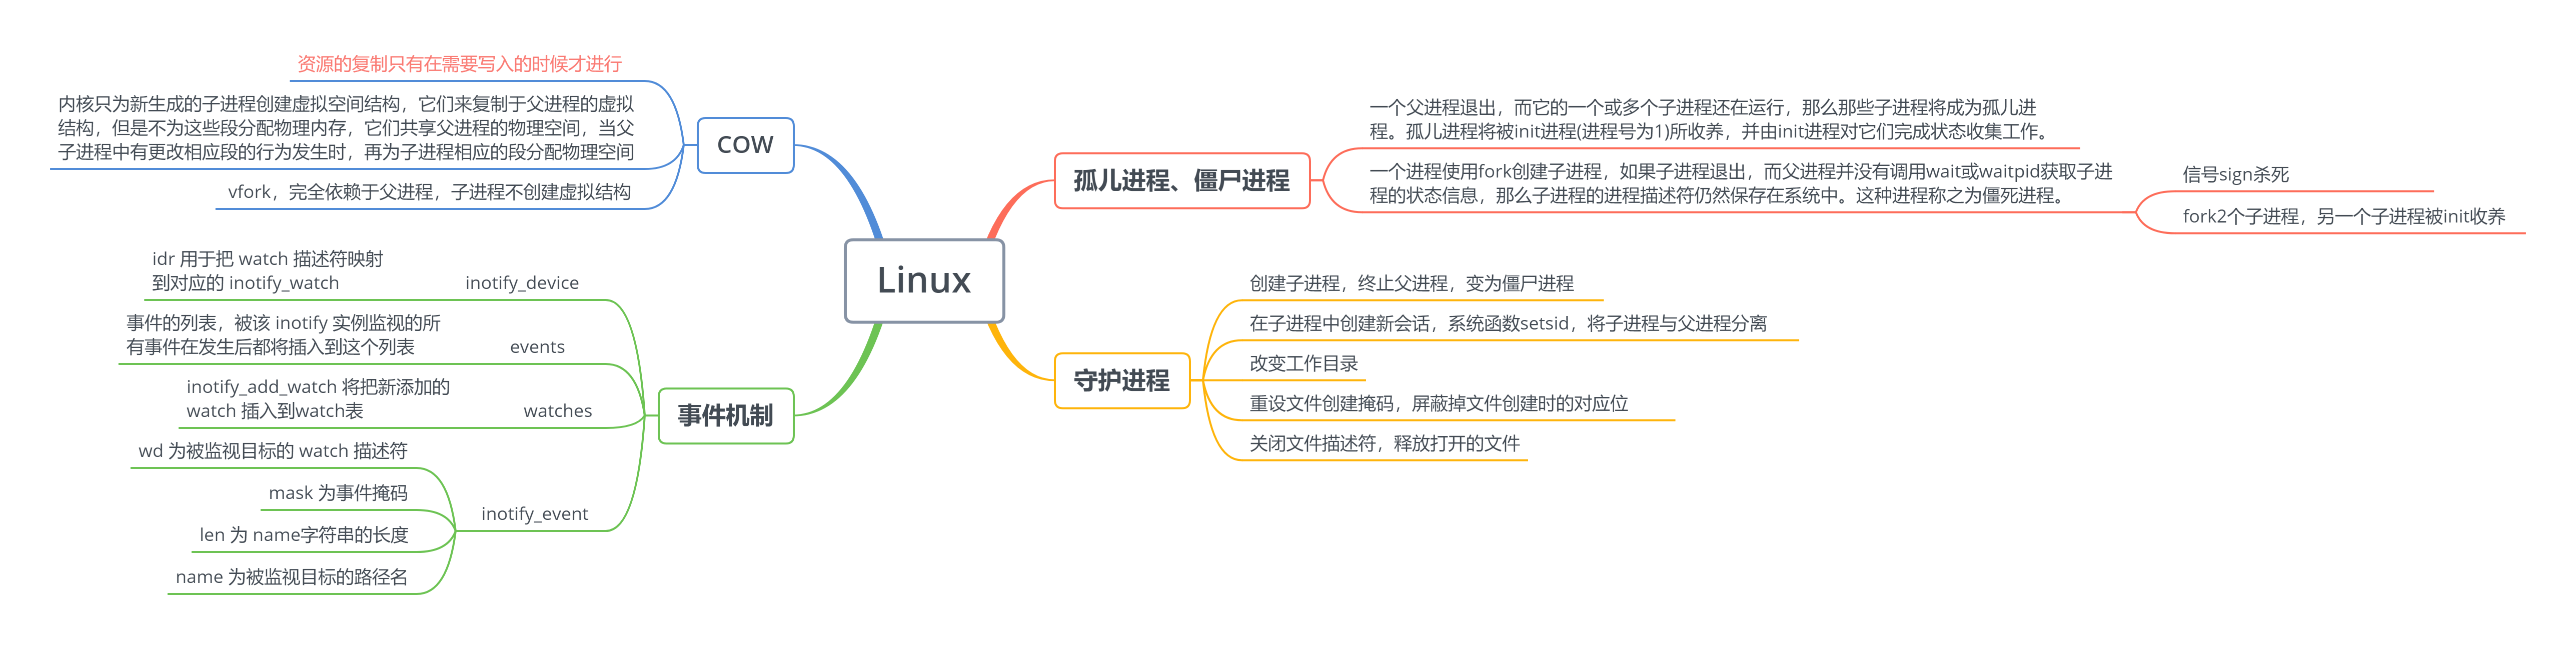 Linux
COW
资源的复制只有在需要写入的时候才进行
内核只为新生成的子进程创建虚拟空间结构，它们来复制于父进程的虚拟
结构，但是不为这些段分配物理内存，它们共享父进程的物理空间，当父
子进程中有更改相应段的行为发生时，再为子进程相应的段分配物理空间
vfork，完全依赖于父进程，子进程不创建虚拟结构
事件机制
inotify_device
idr 用于把 watch 描述符映射
到对应的 inotify_watch
events
事件的列表，被该 inotify 实例监视的所
有事件在发生后都将插入到这个列表
watches
inotify_add_watch 将把新添加的
watch 插入到watch表
inotify_event
wd 为被监视目标的 watch 描述符
mask 为事件掩码
len 为 name字符串的长度
name 为被监视目标的路径名
孤儿进程、僵尸进程
一个父进程退出，而它的一个或多个子进程还在运行，那么那些子进程将成为孤儿进
程。孤儿进程将被init进程(进程号为1)所收养，并由init进程对它们完成状态收集工作。
一个进程使用fork创建子进程，如果子进程退出，而父进程并没有调用wait或waitpid获取子进
程的状态信息，那么子进程的进程描述符仍然保存在系统中。这种进程称之为僵死进程。
信号sign杀死
fork2个子进程，另一个子进程被init收养
守护进程
创建子进程，终止父进程，变为僵尸进程
在子进程中创建新会话，系统函数setsid，将子进程与父进程分离
改变工作目录
重设文件创建掩码，屏蔽掉文件创建时的对应位
关闭文件描述符，释放打开的文件